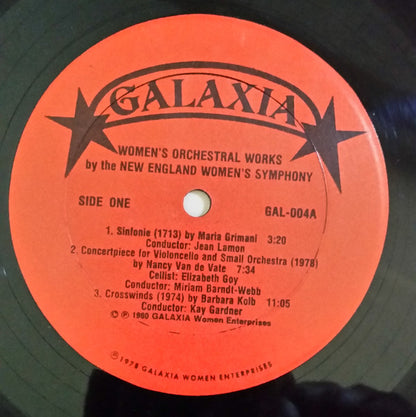 GALAXIA
WOMEN'S ORCHESTRAL WORKS
by the NEW ENGLAND WOMEN'S SYMPHONY
SIDE ONE GAL-004A
1. Sinfonie (1713) by Maria Grimani 3:20
Conductor: Jean Lamon
2. Concertpiece for Violoncello and Small Orchestra (1978)
by Nancy Van de Vate 7:34
Cellist: Elizabeth Goy
Conductor: Miriam Barndt-Webb
3. Crosswinds (1974) by Barbara Kolb 11:05
Conductor: Kay Gardner
© ℗ 1980 GALAXIA Women Enterprises
©1978 GALAXIA WOMEN ENTERPRISES